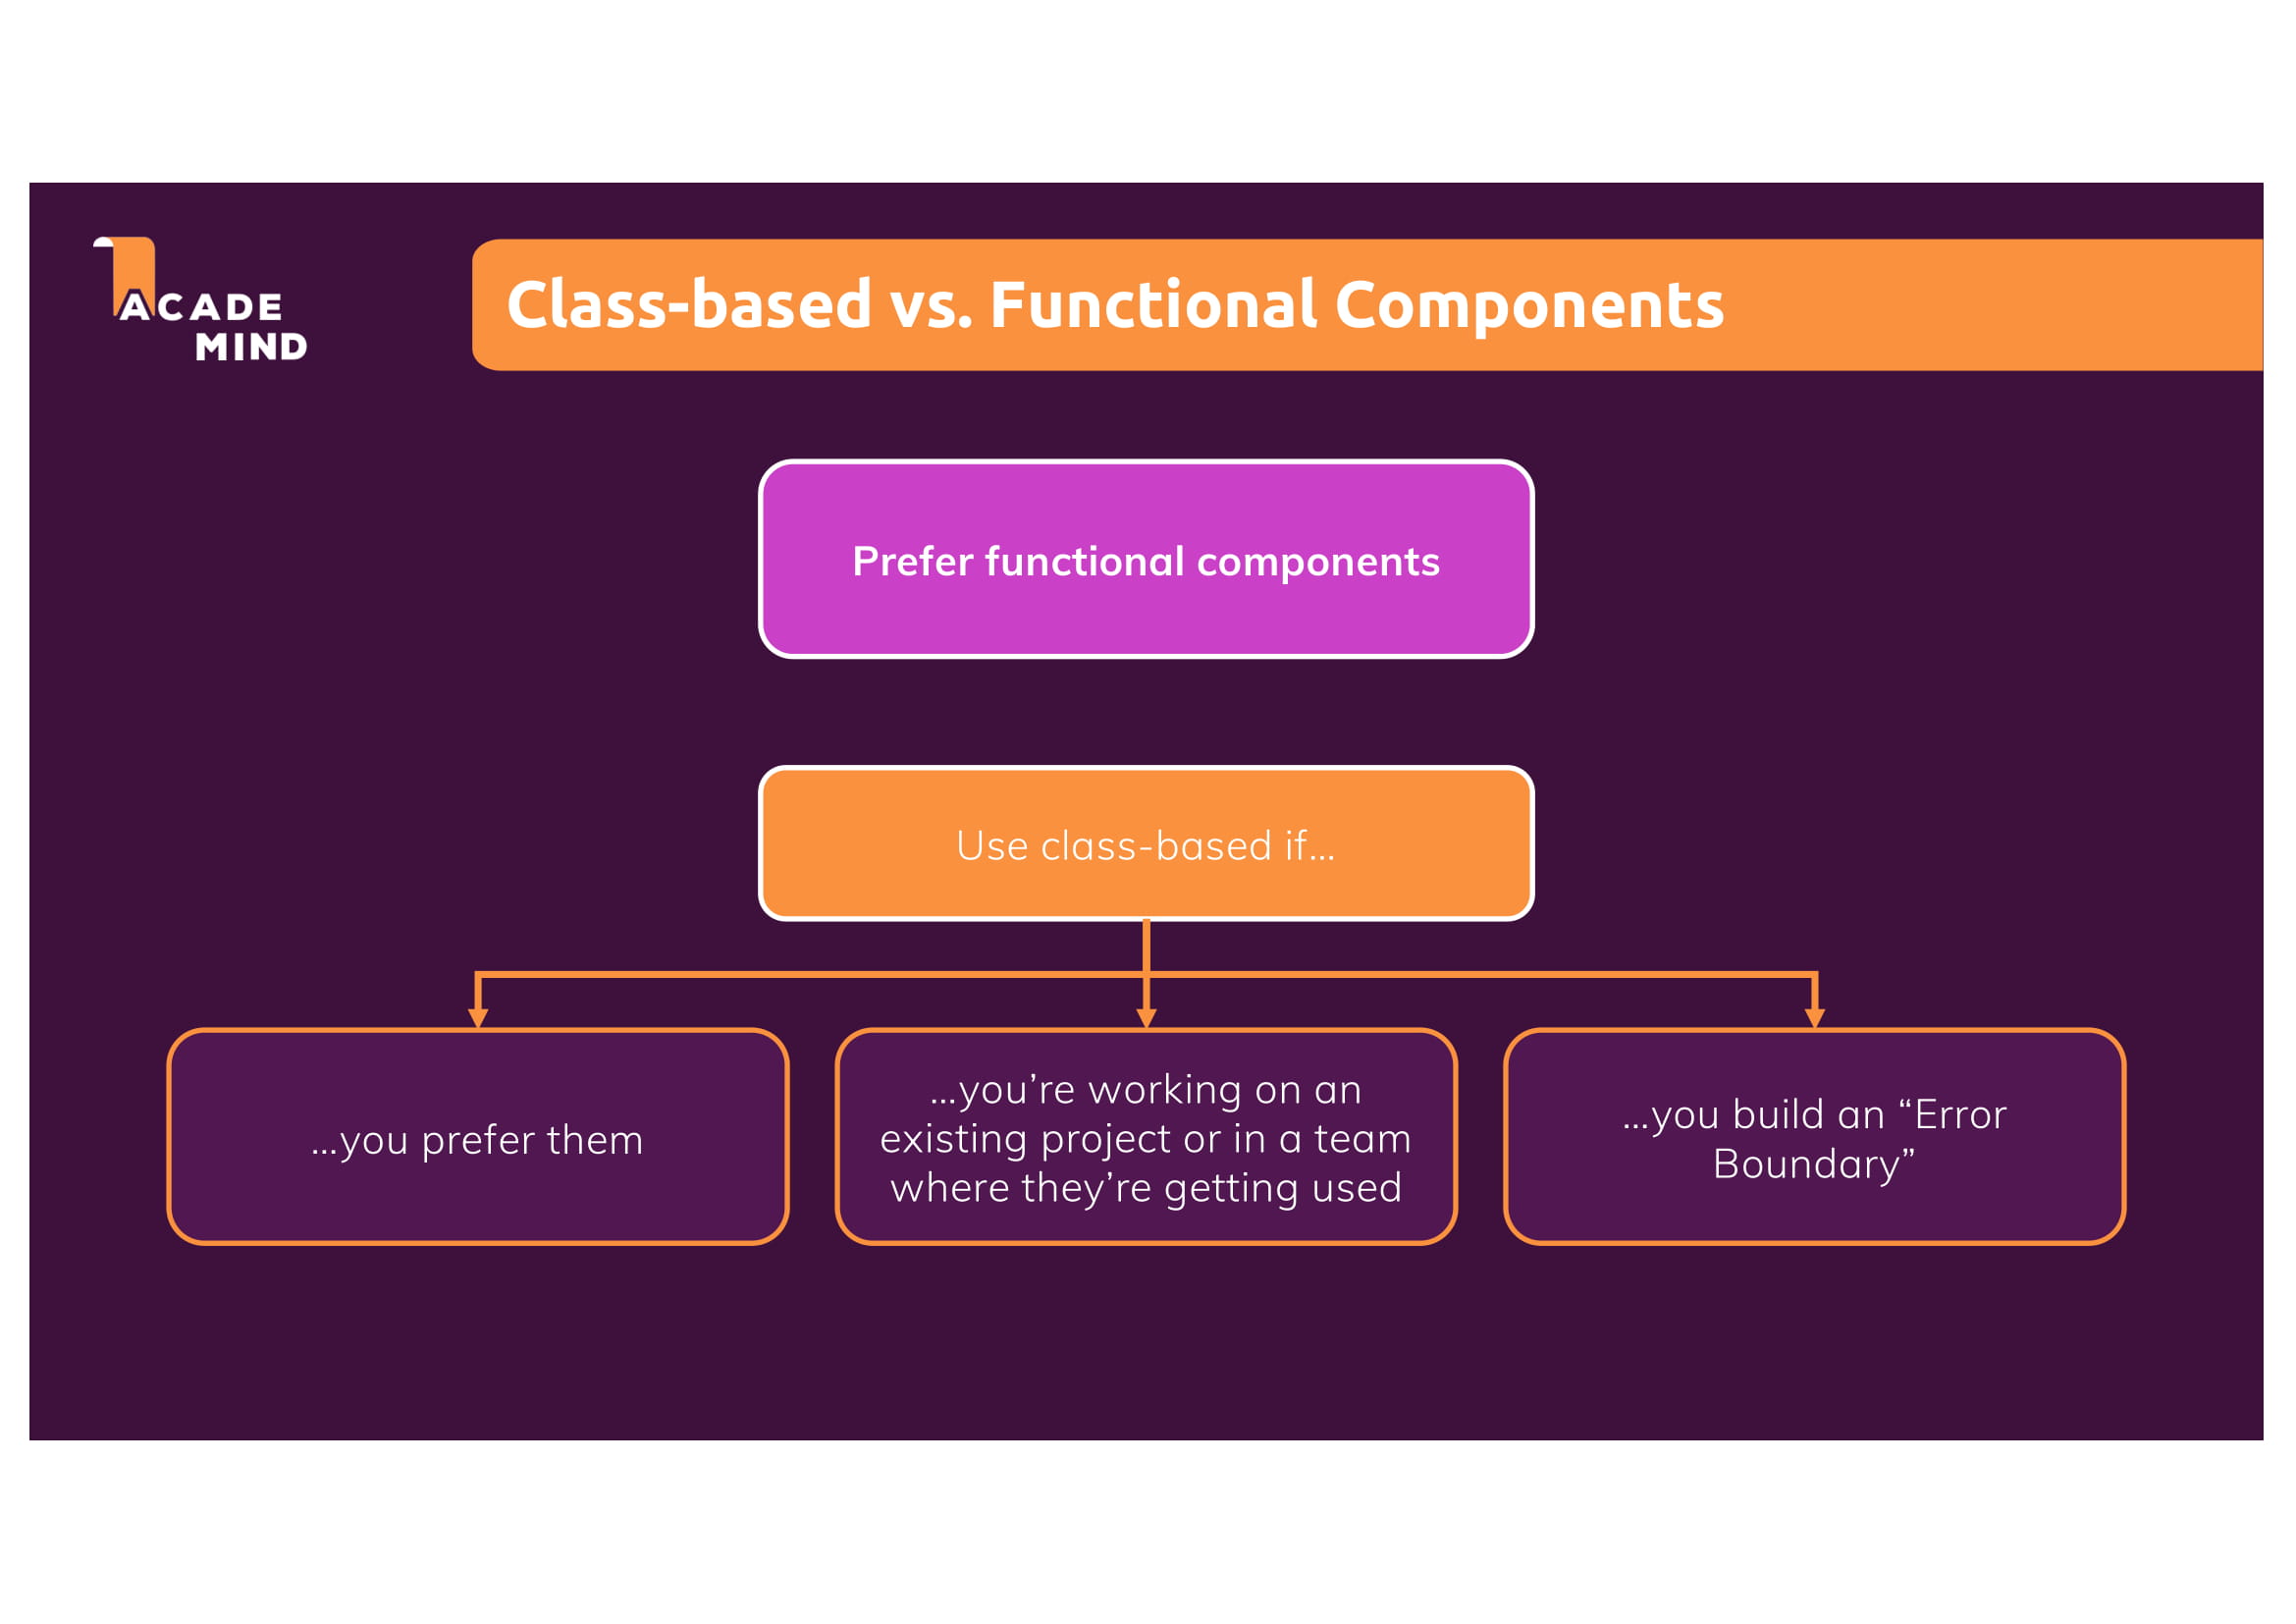 ACADE
MIND
Class-based vs. Functional Components
Prefer functional components
Use class-based if…
…you prefer them
…you’re working on an
existing project or in a team
where they’re getting used
…you build an “Error
Boundary”